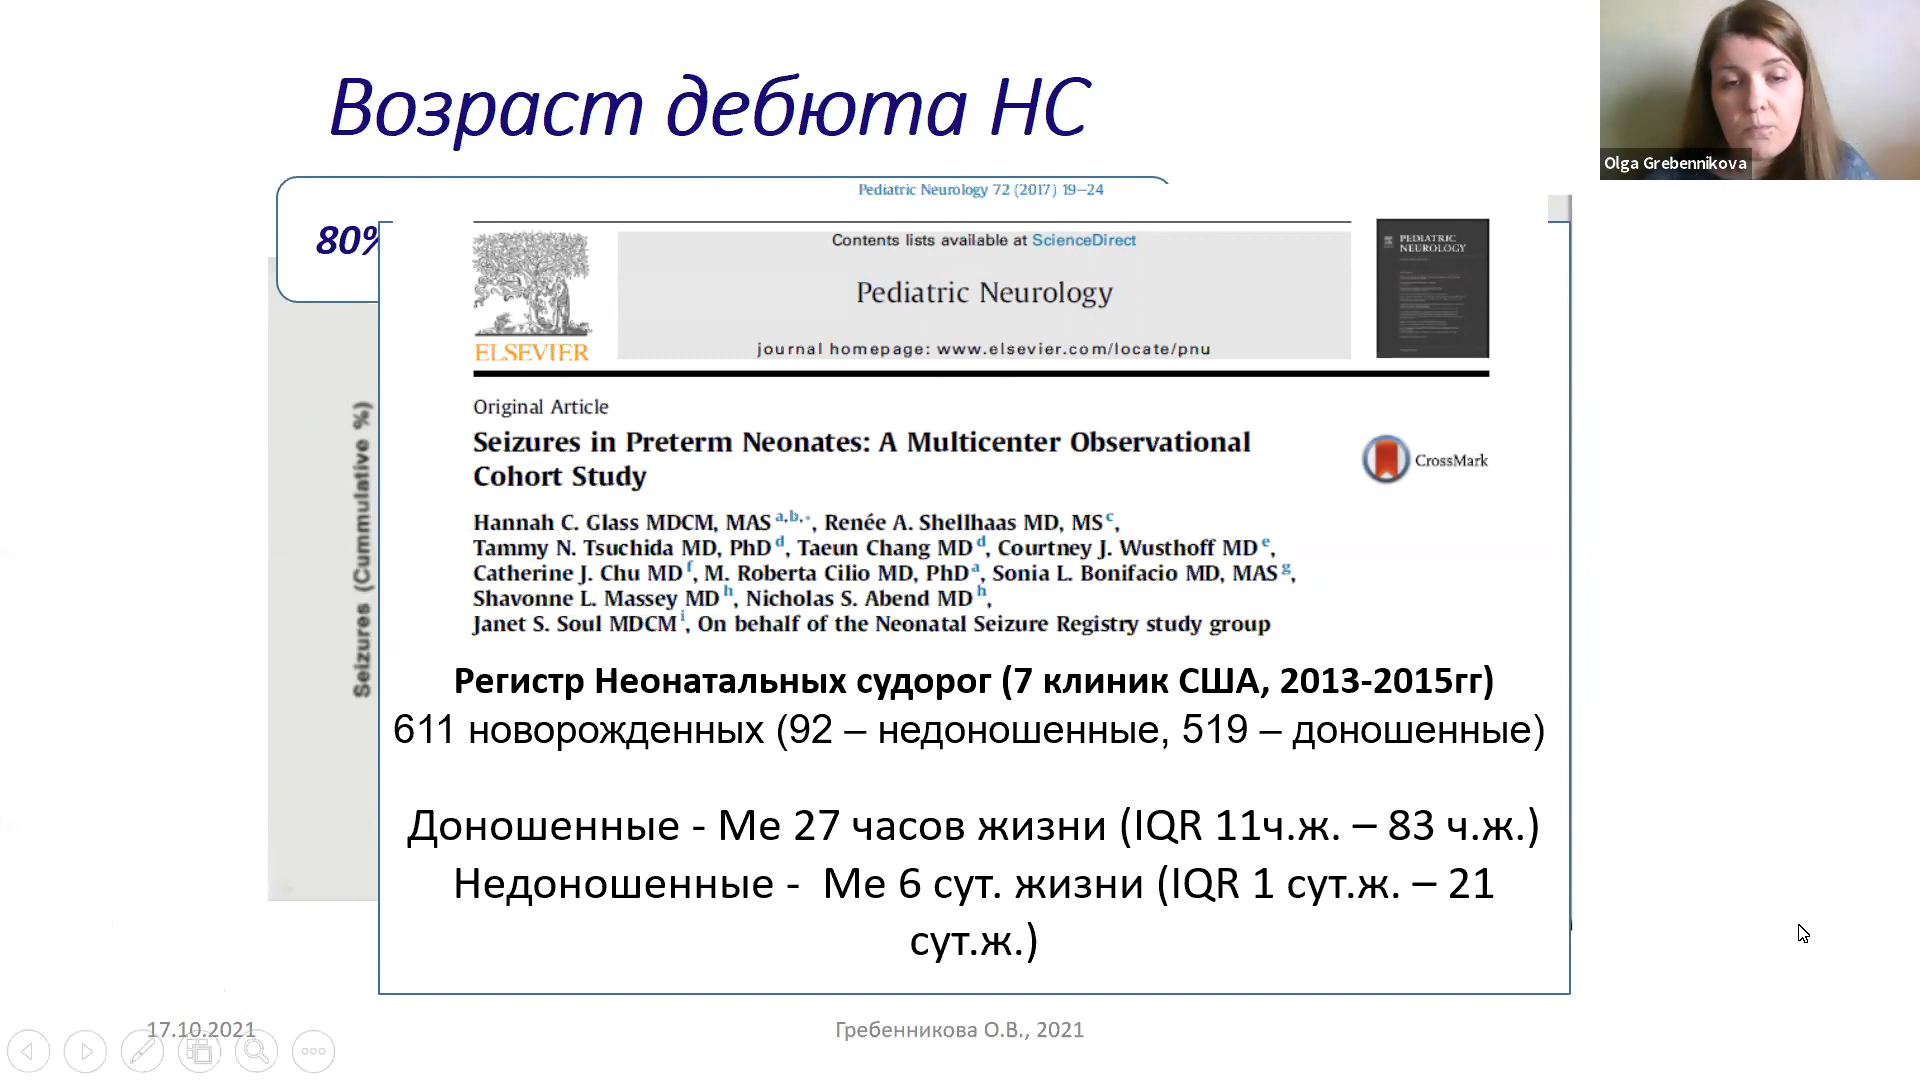 Возраст дебюта НС
Olga Grebennikova
Pediatric Neurology 72 (2017) 19–24
80%
Contents lists available at ScienceDirect
Pediatric Neurology
journal homepage: www.elsevier.com/locate/pnu
ELSEVIER
PEDIATRIC
NEUROLOGY
Original Article
Seizures in Preterm Neonates: A Multicenter Observational
Cohort Study
CrossMark
Hannah C. Glass MDCM, MAS a,b,*, Renée A. Shellhaas MD, MS c,
Tammy N. Tsuchida MD, PhD d, Taeun Chang MD d, Courtney J. Wusthoff MD e,
Catherine J. Chu MD f, M. Roberta Cilio MD, PhD a, Sonia L. Bonifacio MD, MAS g,
Shavonne L. Massey MD h, Nicholas S. Abend MD h,
Janet S. Soul MDCM i, On behalf of the Neonatal Seizure Registry study group
Seizures (Cummulative %)
Регистр Неонатальных судорог (7 клиник США, 2013-2015гг)
611 новорожденных (92 – недоношенные, 519 – доношенные)
Доношенные - Ме 27 часов жизни (IQR 11ч.ж. – 83 ч.ж.)
Недоношенные - Ме 6 сут. жизни (IQR 1 сут.ж. – 21
сут.ж.)
17.10.2021
Гребенникова О.В., 2021